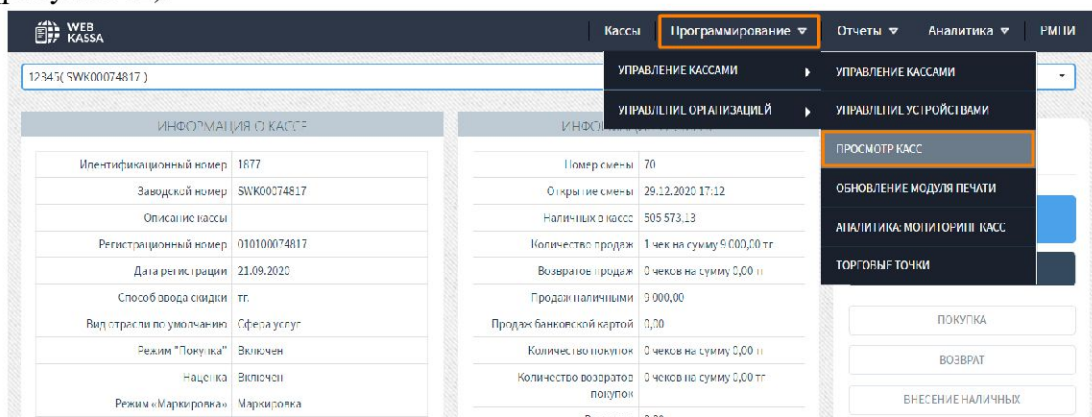 WEB
KASSA
Кассы Программирование Отчеты Аналитика РМПИ
12345( SWK00074817 )
УПРАВЛЕНИЕ КАССАМИ
УПРАВЛЕНИЕ ОРГАНИЗАЦИЕЙ
УПРАВЛЕНИЕ КАССАМИ
УПРАВЛЕНИЕ УСТРОЙСТВАМИ
ПРОСМОТР КАСС
ОБНОВЛЕНИЕ МОДУЛЯ ПЕЧАТИ
АНАЛИТИКА: МОНИТОРИНГ КАСС
ТОРГОВЫЕ ТОЧКИ
ИНФОРМАЦИЯ О КАССЕ
Идентификационный номер 1877
Заводской номер SWK00074817
Описание кассы
Регистрационный номер 010100074817
Дата регистрации 21.09.2020
Способ ввода скидки тг.
Вид отрасли по умолчанию Сфера услуг
Режим "Покупка" Включен
Наценка Включен
Режим «Маркировка» Маркировка
Номер смены 70
Открытие смены 29.12.2020 17:12
Наличных в кассе 505 573,13
Количество продаж 1 чек на сумму 9 000,00 тг
Возвратов продаж 0 чеков на сумму 0,00 тг
Продаж наличными 9 000,00
Продаж банковской картой 0,00
Количество покупок 0 чеков на сумму 0,00 тг
Количество возвратов покупок 0 чеков на сумму 0,00 тг
ПОКУПКА
ВОЗВРАТ
ВНЕСЕНИЕ НАЛИЧНЫХ